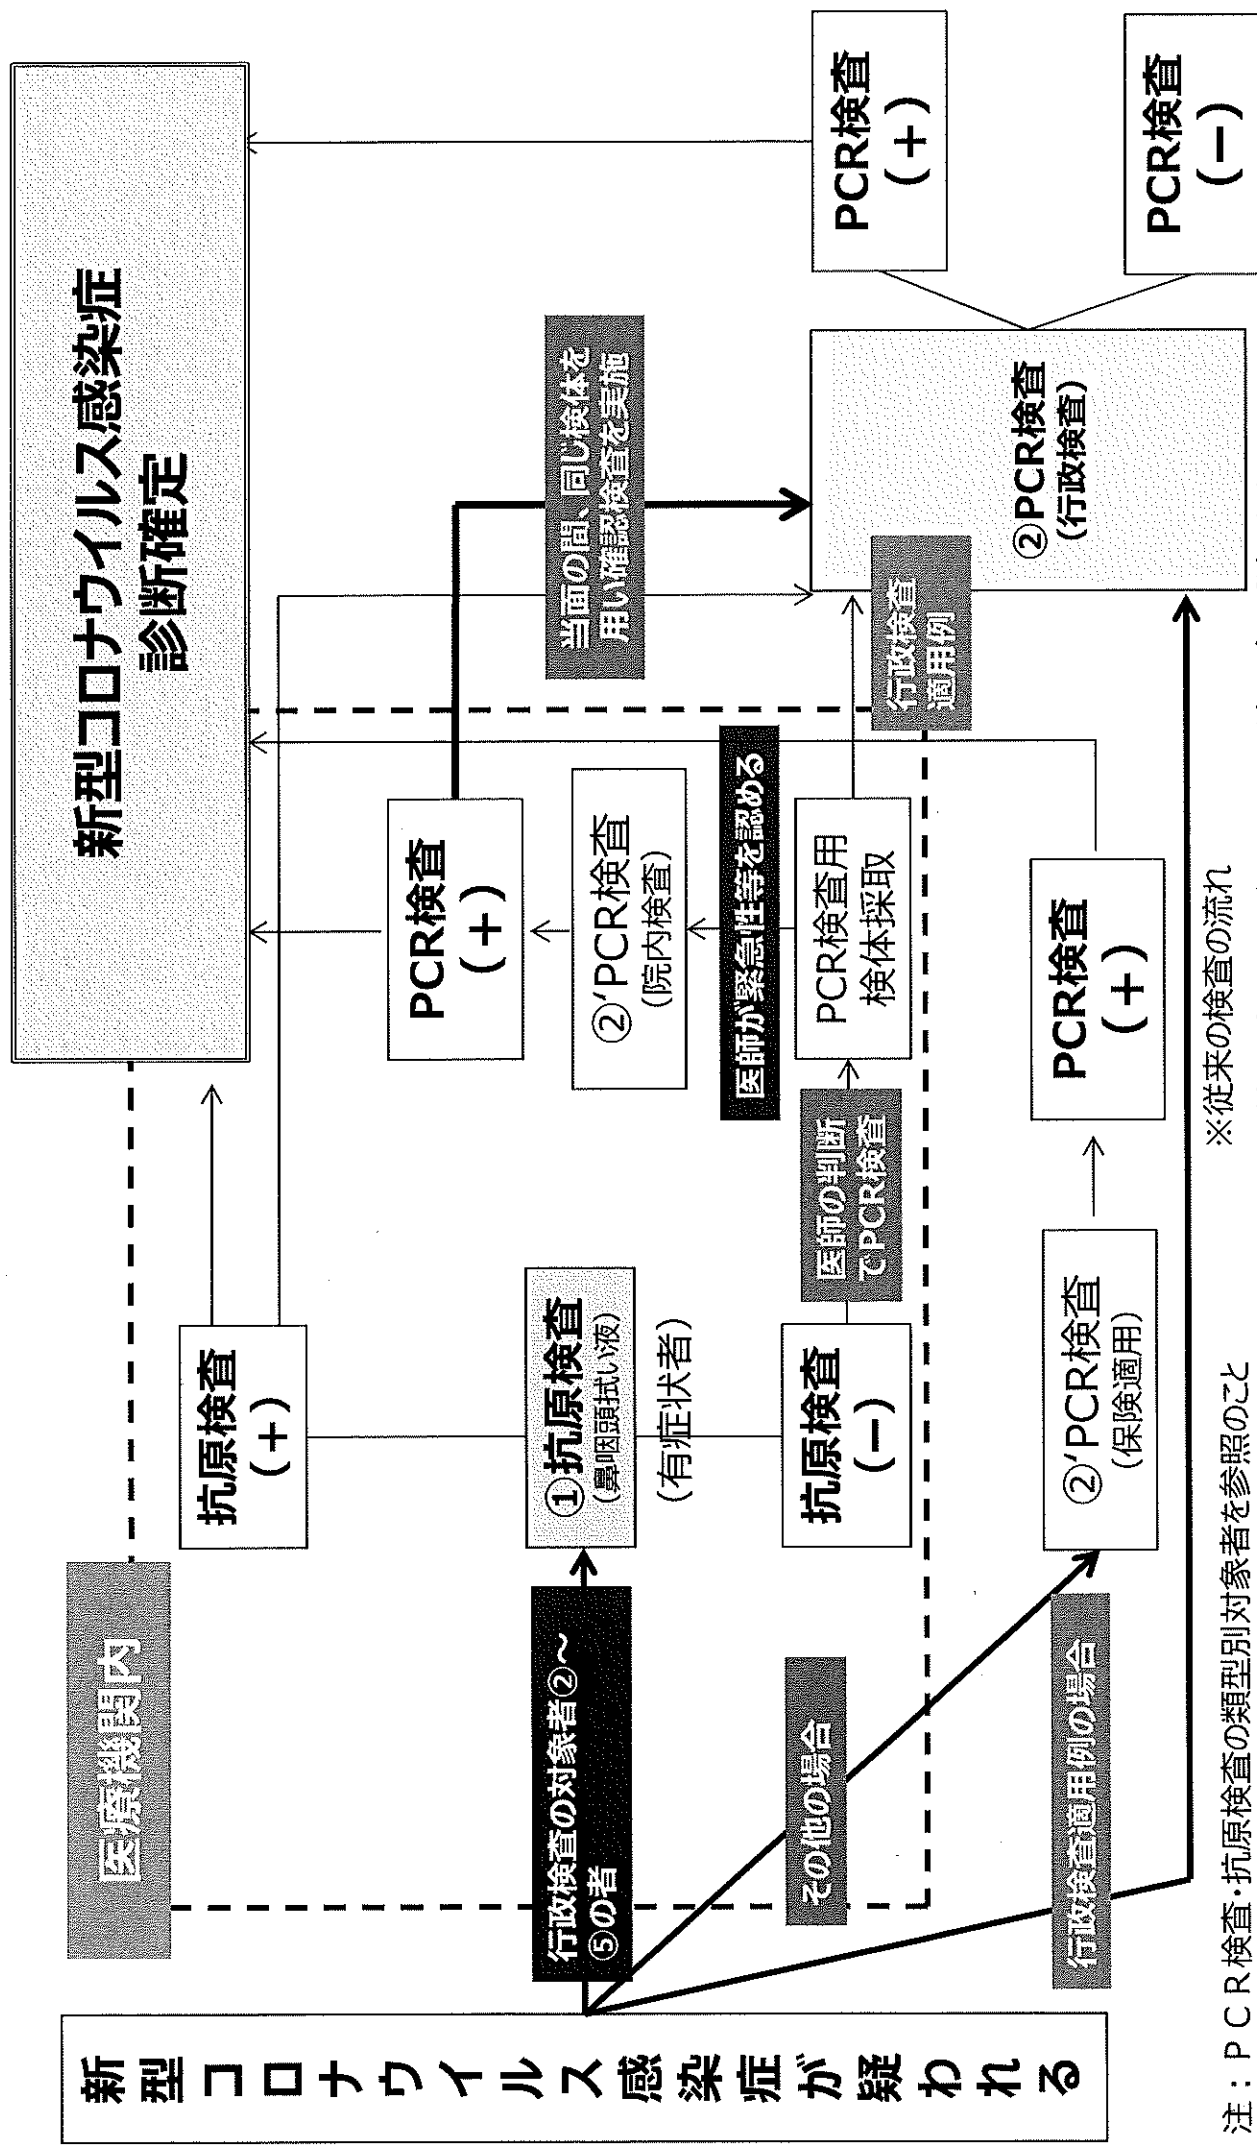 新型コロナウイルス感染症が疑われる
医療機関内
行政検査の対象者②～
⑤の者
その他の場合
行政検査適用例の場合
抗原検査
(+)
①抗原検査
(鼻咽頭拭い液)
(有症状者)
抗原検査
(－)
②'PCR検査
(保険適用)
医師の判断
でPCR検査
PCR検査用
検体採取
医師が緊急性等を認める
②'PCR検査
(院内検査)
PCR検査
(+)
PCR検査
(+)
新型コロナウイルス感染症
診断確定
当面の間、同じ検体を
用い確認検査を実施
行政検査
適用例
②PCR検査
(行政検査)
PCR検査
(+)
PCR検査
(－)
※従来の検査の流れ
注：ＰＣＲ検査・抗原検査の類型別対象者を参照のこと